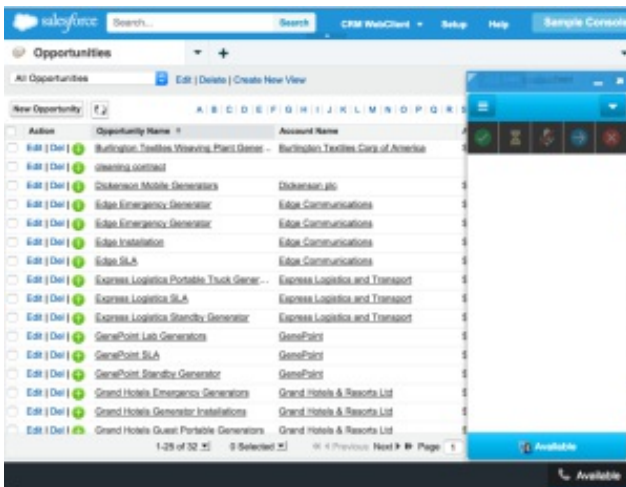 salesforce Search... Search CRM WebClient Setup Help Sample Console
Opportunities +
All Opportunities Edit | Delete | Create New View
New Opportunity A B C D E F G H I J K L M N O P Q R S
Action Opportunity Name Account Name A
Edit | Del Burlington Textiles Weaving Plant Gener... Burlington Textiles Corp of America $
Edit | Del cleaning contract
Edit | Del Dickenson Mobile Generators Dickenson plc $
Edit | Del Edge Emergency Generator Edge Communications $
Edit | Del Edge Emergency Generator Edge Communications $
Edit | Del Edge Installation Edge Communications $
Edit | Del Edge SLA Edge Communications $
Edit | Del Express Logistics Portable Truck Gener... Express Logistics and Transport $
Edit | Del Express Logistics SLA Express Logistics and Transport $
Edit | Del Express Logistics Standby Generator Express Logistics and Transport $
Edit | Del GenePoint Lab Generators GenePoint $
Edit | Del GenePoint SLA GenePoint $
Edit | Del GenePoint Standby Generator GenePoint $
Edit | Del Grand Hotels Emergency Generators Grand Hotels & Resorts Ltd $
Edit | Del Grand Hotels Generator Installations Grand Hotels & Resorts Ltd $
Edit | Del Grand Hotels Guest Portable Generators Grand Hotels & Resorts Ltd $
1-25 of 32 0 Selected Previous Next Page 1
Available
Available